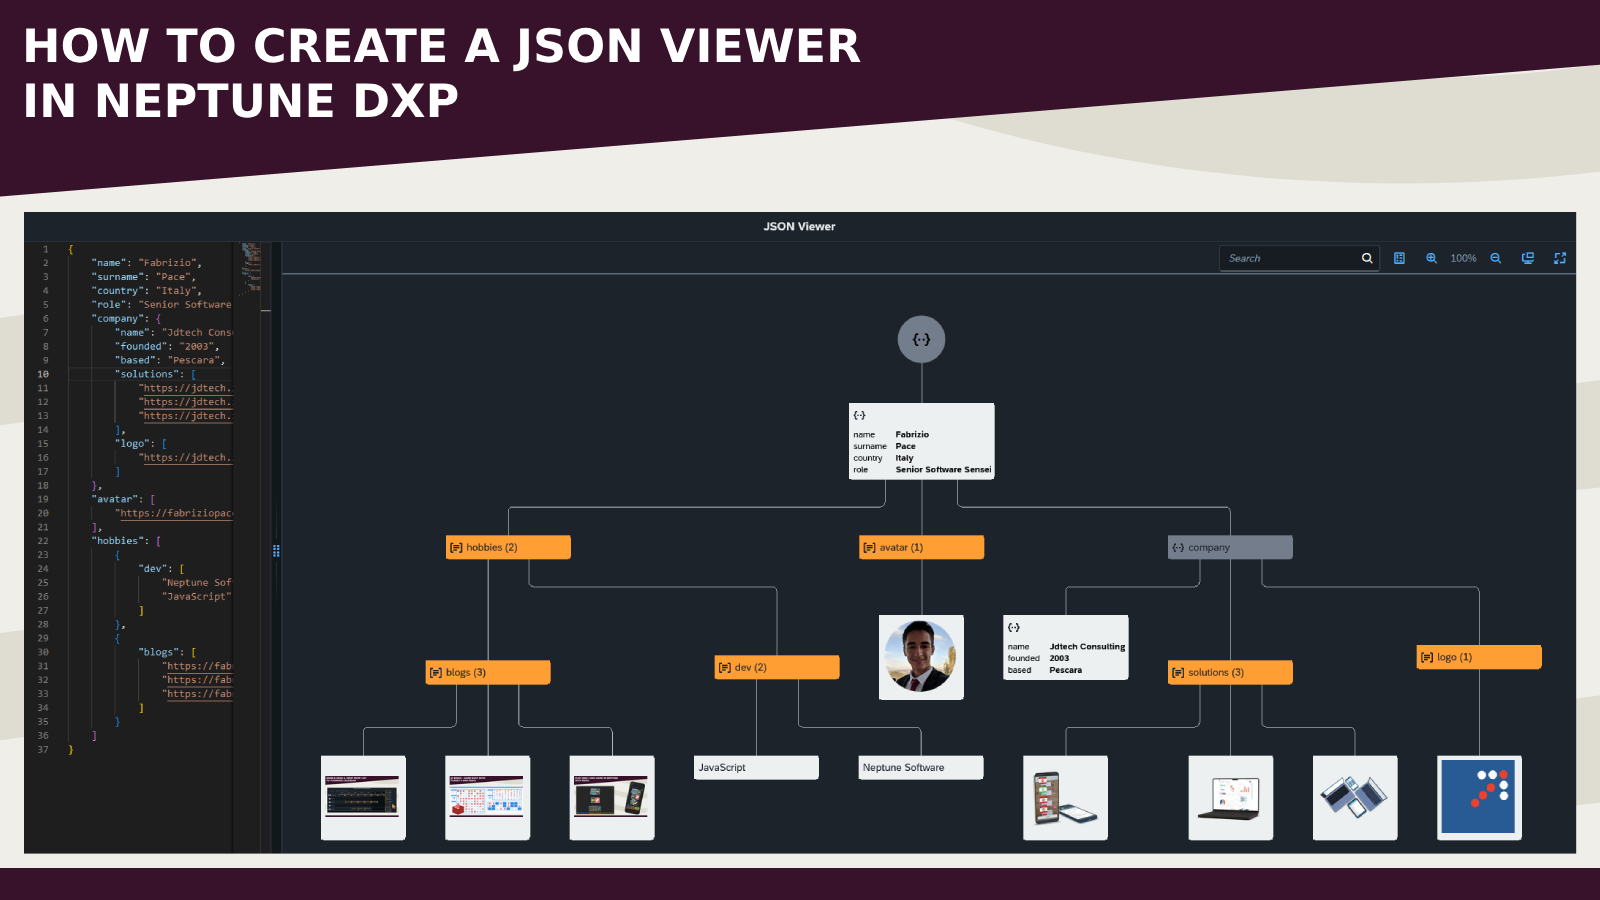 HOW TO CREATE A JSON VIEWER
IN NEPTUNE DXP
JSON Viewer
Search
100%
1 {
2 "name": "Fabrizio",
3 "surname": "Pace",
4 "country": "Italy",
5 "role": "Senior Software
6 "company": {
7 "name": "Jdtech Cons
8 "founded": "2003",
9 "based": "Pescara",
10 "solutions": [
11 "https://jdtech.
12 "https://jdtech.
13 "https://jdtech.
14 ],
15 "logo": [
16 "https://jdtech.
17 ]
18 },
19 "avatar": [
20 "https://fabriziopac
21 ],
22 "hobbies": [
23 {
24 "dev": [
25 "Neptune Sof
26 "JavaScript"
27 ]
28 },
29 {
30 "blogs": [
31 "https://fab
32 "https://fab
33 "https://fab
34 ]
35 }
36 ]
37 }
{··}
{··}
name Fabrizio
surname Pace
country Italy
role Senior Software Sensei
hobbies (2)
avatar (1)
{··} company
blogs (3)
dev (2)
{··}
name Jdtech Consulting
founded 2003
based Pescara
solutions (3)
logo (1)
JavaScript
Neptune Software